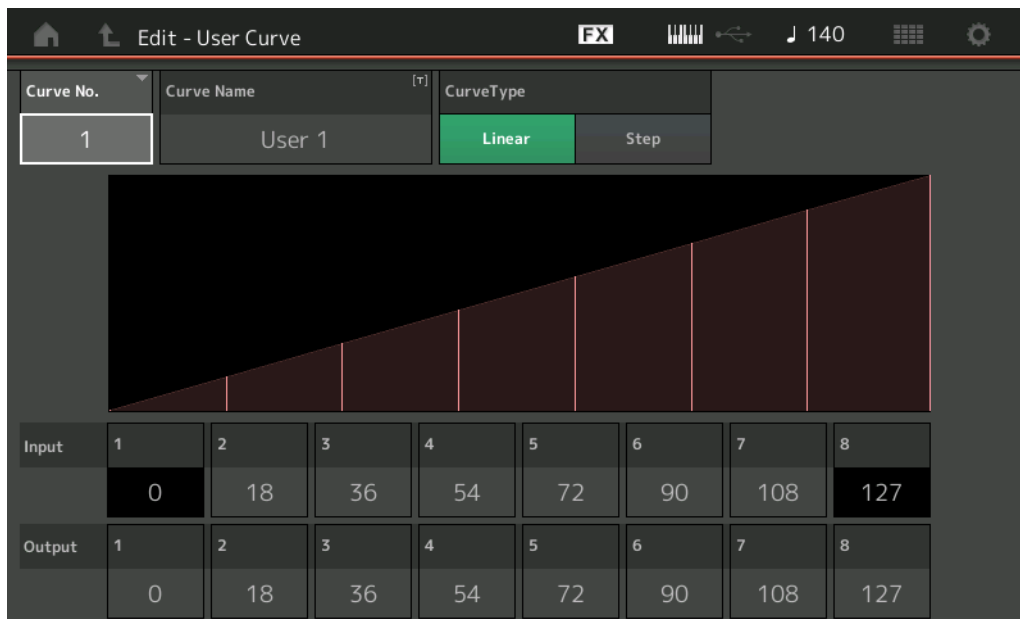 Edit - User Curve FX ♩ 140
Curve No. Curve Name [T] CurveType
1 User 1 Linear Step
Input 1 2 3 4 5 6 7 8
0 18 36 54 72 90 108 127
Output 1 2 3 4 5 6 7 8
0 18 36 54 72 90 108 127